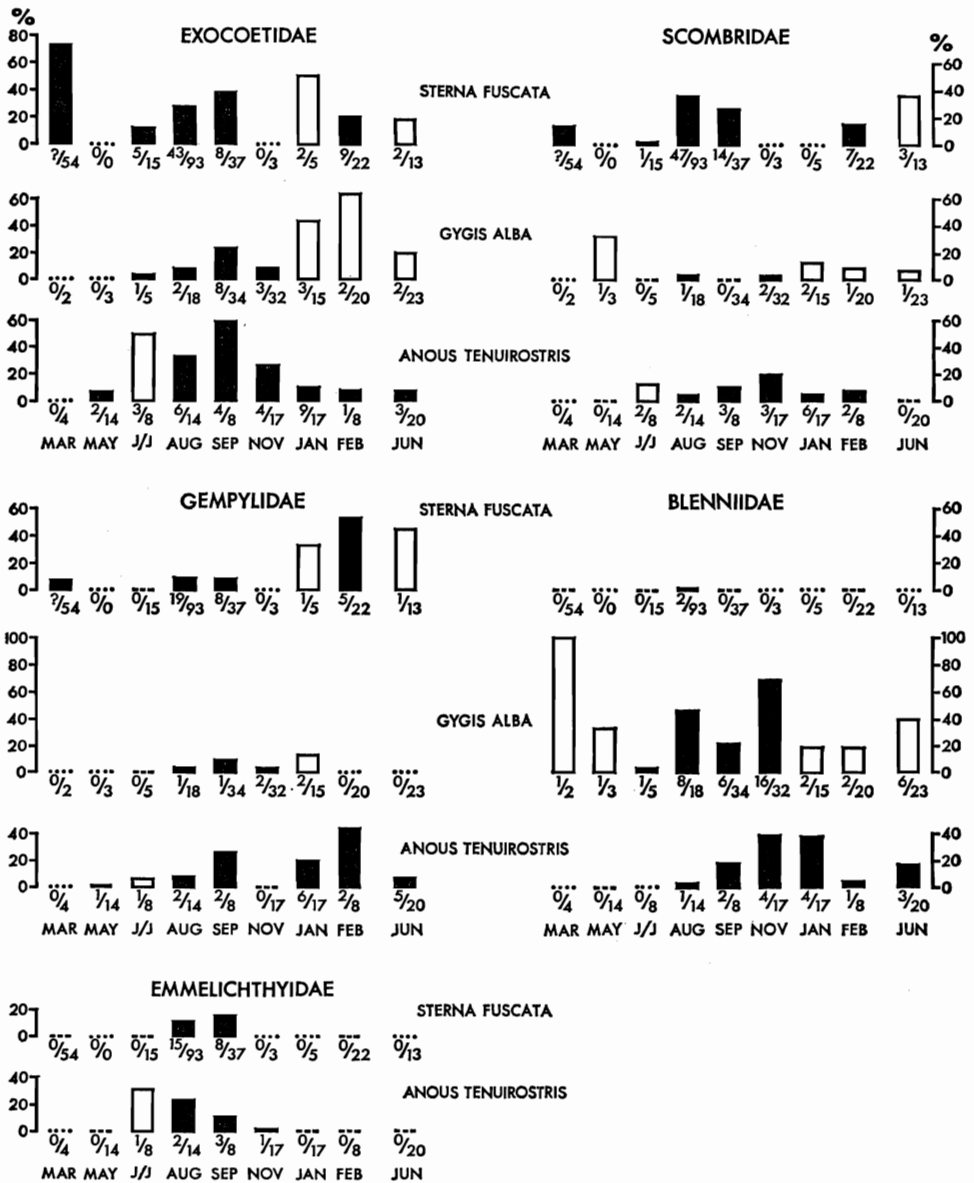 %
EXOCOETIDAE
SCOMBRIDAE
%
80
60
40
20
0
STERNA FUSCATA
60
40
20
0
?/54 0/0 5/15 43/93 8/37 0/3 2/5 9/22 2/13
?/54 0/0 1/15 47/93 14/37 0/3 0/5 7/22 3/13
60
40
20
0
GYGIS ALBA
60
40
20
0
0/2 0/3 1/5 2/18 8/34 3/32 3/15 2/20 2/23
0/2 1/3 0/5 1/18 0/34 2/32 2/15 1/20 1/23
60
40
20
0
ANOUS TENUIROSTRIS
60
40
20
0
0/4 2/14 3/8 6/14 4/8 4/17 9/17 1/8 3/20
0/4 0/14 2/8 2/14 3/8 3/17 6/17 2/8 0/20
MAR MAY J/J AUG SEP NOV JAN FEB JUN
MAR MAY J/J AUG SEP NOV JAN FEB JUN
GEMPYLIDAE
BLENNIIDAE
60
40
20
0
STERNA FUSCATA
60
40
20
0
?/54 0/0 0/15 19/93 8/37 0/3 1/5 5/22 1/13
0/54 0/0 0/15 2/93 0/37 0/3 0/5 0/22 0/13
100
80
60
40
20
0
GYGIS ALBA
100
80
60
40
20
0
0/2 0/3 0/5 1/18 1/34 2/32 2/15 0/20 0/23
1/2 1/3 1/5 8/18 6/34 16/32 2/15 2/20 6/23
40
20
0
ANOUS TENUIROSTRIS
40
20
0
0/4 1/14 1/8 2/14 2/8 0/17 6/17 2/8 5/20
0/4 0/14 0/8 1/14 2/8 4/17 4/17 1/8 3/20
MAR MAY J/J AUG SEP NOV JAN FEB JUN
MAR MAY J/J AUG SEP NOV JAN FEB JUN
EMMELICHTHYIDAE
20
0
STERNA FUSCATA
0/54 0/0 0/15 15/93 8/37 0/3 0/5 0/22 0/13
40
20
0
ANOUS TENUIROSTRIS
0/4 0/14 1/8 2/14 3/8 1/17 0/17 0/8 0/20
MAR MAY J/J AUG SEP NOV JAN FEB JUN